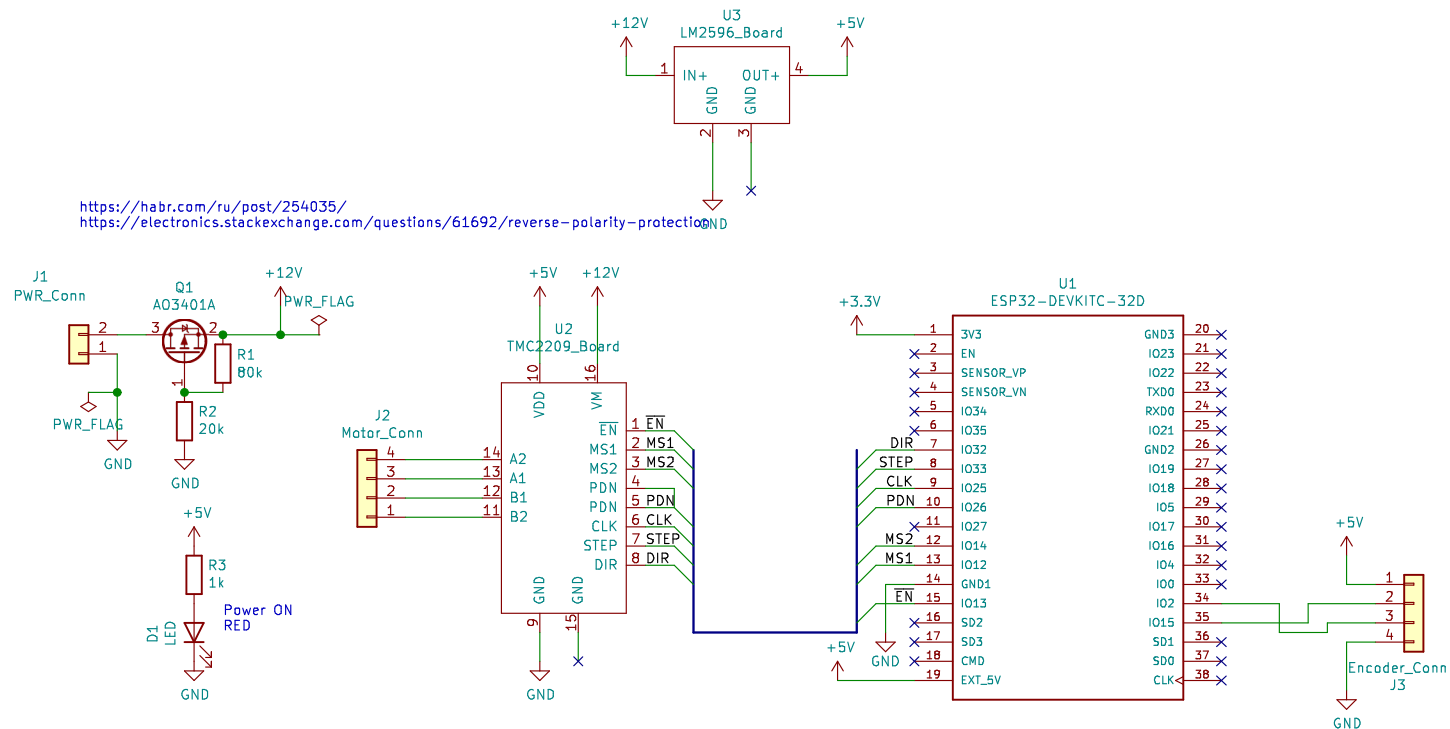 U3
LM2596_Board
+12V
+5V
1
IN+
OUT+
4
GND
GND
2
3
GND
https://habr.com/ru/post/254035/
https://electronics.stackexchange.com/questions/61692/reverse-polarity-protection
J1
PWR_Conn
2
1
PWR_FLAG
GND
Q1
AO3401A
3
2
1
+12V
PWR_FLAG
R1
80k
R2
20k
GND
+5V
R3
1k
Power ON
RED
D1
LED
GND
+5V
+12V
U2
TMC2209_Board
10
16
VDD
VM
J2
Motor_Conn
4
3
2
1
14
13
12
11
A2
A1
B1
B2
EN
MS1
MS2
PDN
PDN
CLK
STEP
DIR
1
2
3
4
5
6
7
8
EN
MS1
MS2
PDN
CLK
STEP
DIR
GND
GND
9
15
GND
U1
ESP32-DEVKITC-32D
+3.3V
1 3V3
2 EN
3 SENSOR_VP
4 SENSOR_VN
5 IO34
6 IO35
DIR 7 IO32
STEP 8 IO33
CLK 9 IO25
PDN 10 IO26
11 IO27
MS2 12 IO14
MS1 13 IO12
14 GND1
EN 15 IO13
16 SD2
17 SD3
18 CMD
19 EXT_5V
GND
+5V
GND3 20
IO23 21
IO22 22
TXD0 23
RXD0 24
IO21 25
GND2 26
IO19 27
IO18 28
IO5 29
IO17 30
IO16 31
IO4 32
IO0 33
IO2 34
IO15 35
SD1 36
SD0 37
CLK 38
+5V
1
2
3
4
Encoder_Conn
J3
GND